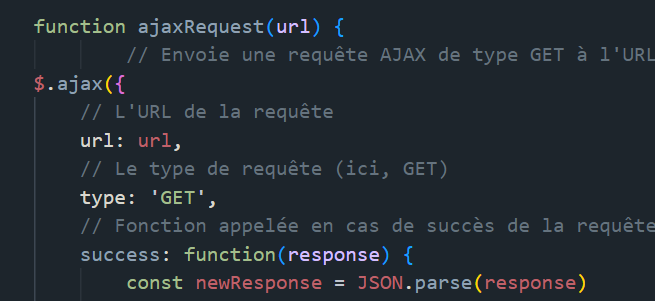 function ajaxRequest(url) {
// Envoie une requête AJAX de type GET à l'URL
$.ajax({
// L'URL de la requête
url: url,
// Le type de requête (ici, GET)
type: 'GET',
// Fonction appelée en cas de succès de la requête
success: function(response) {
const newResponse = JSON.parse(response)